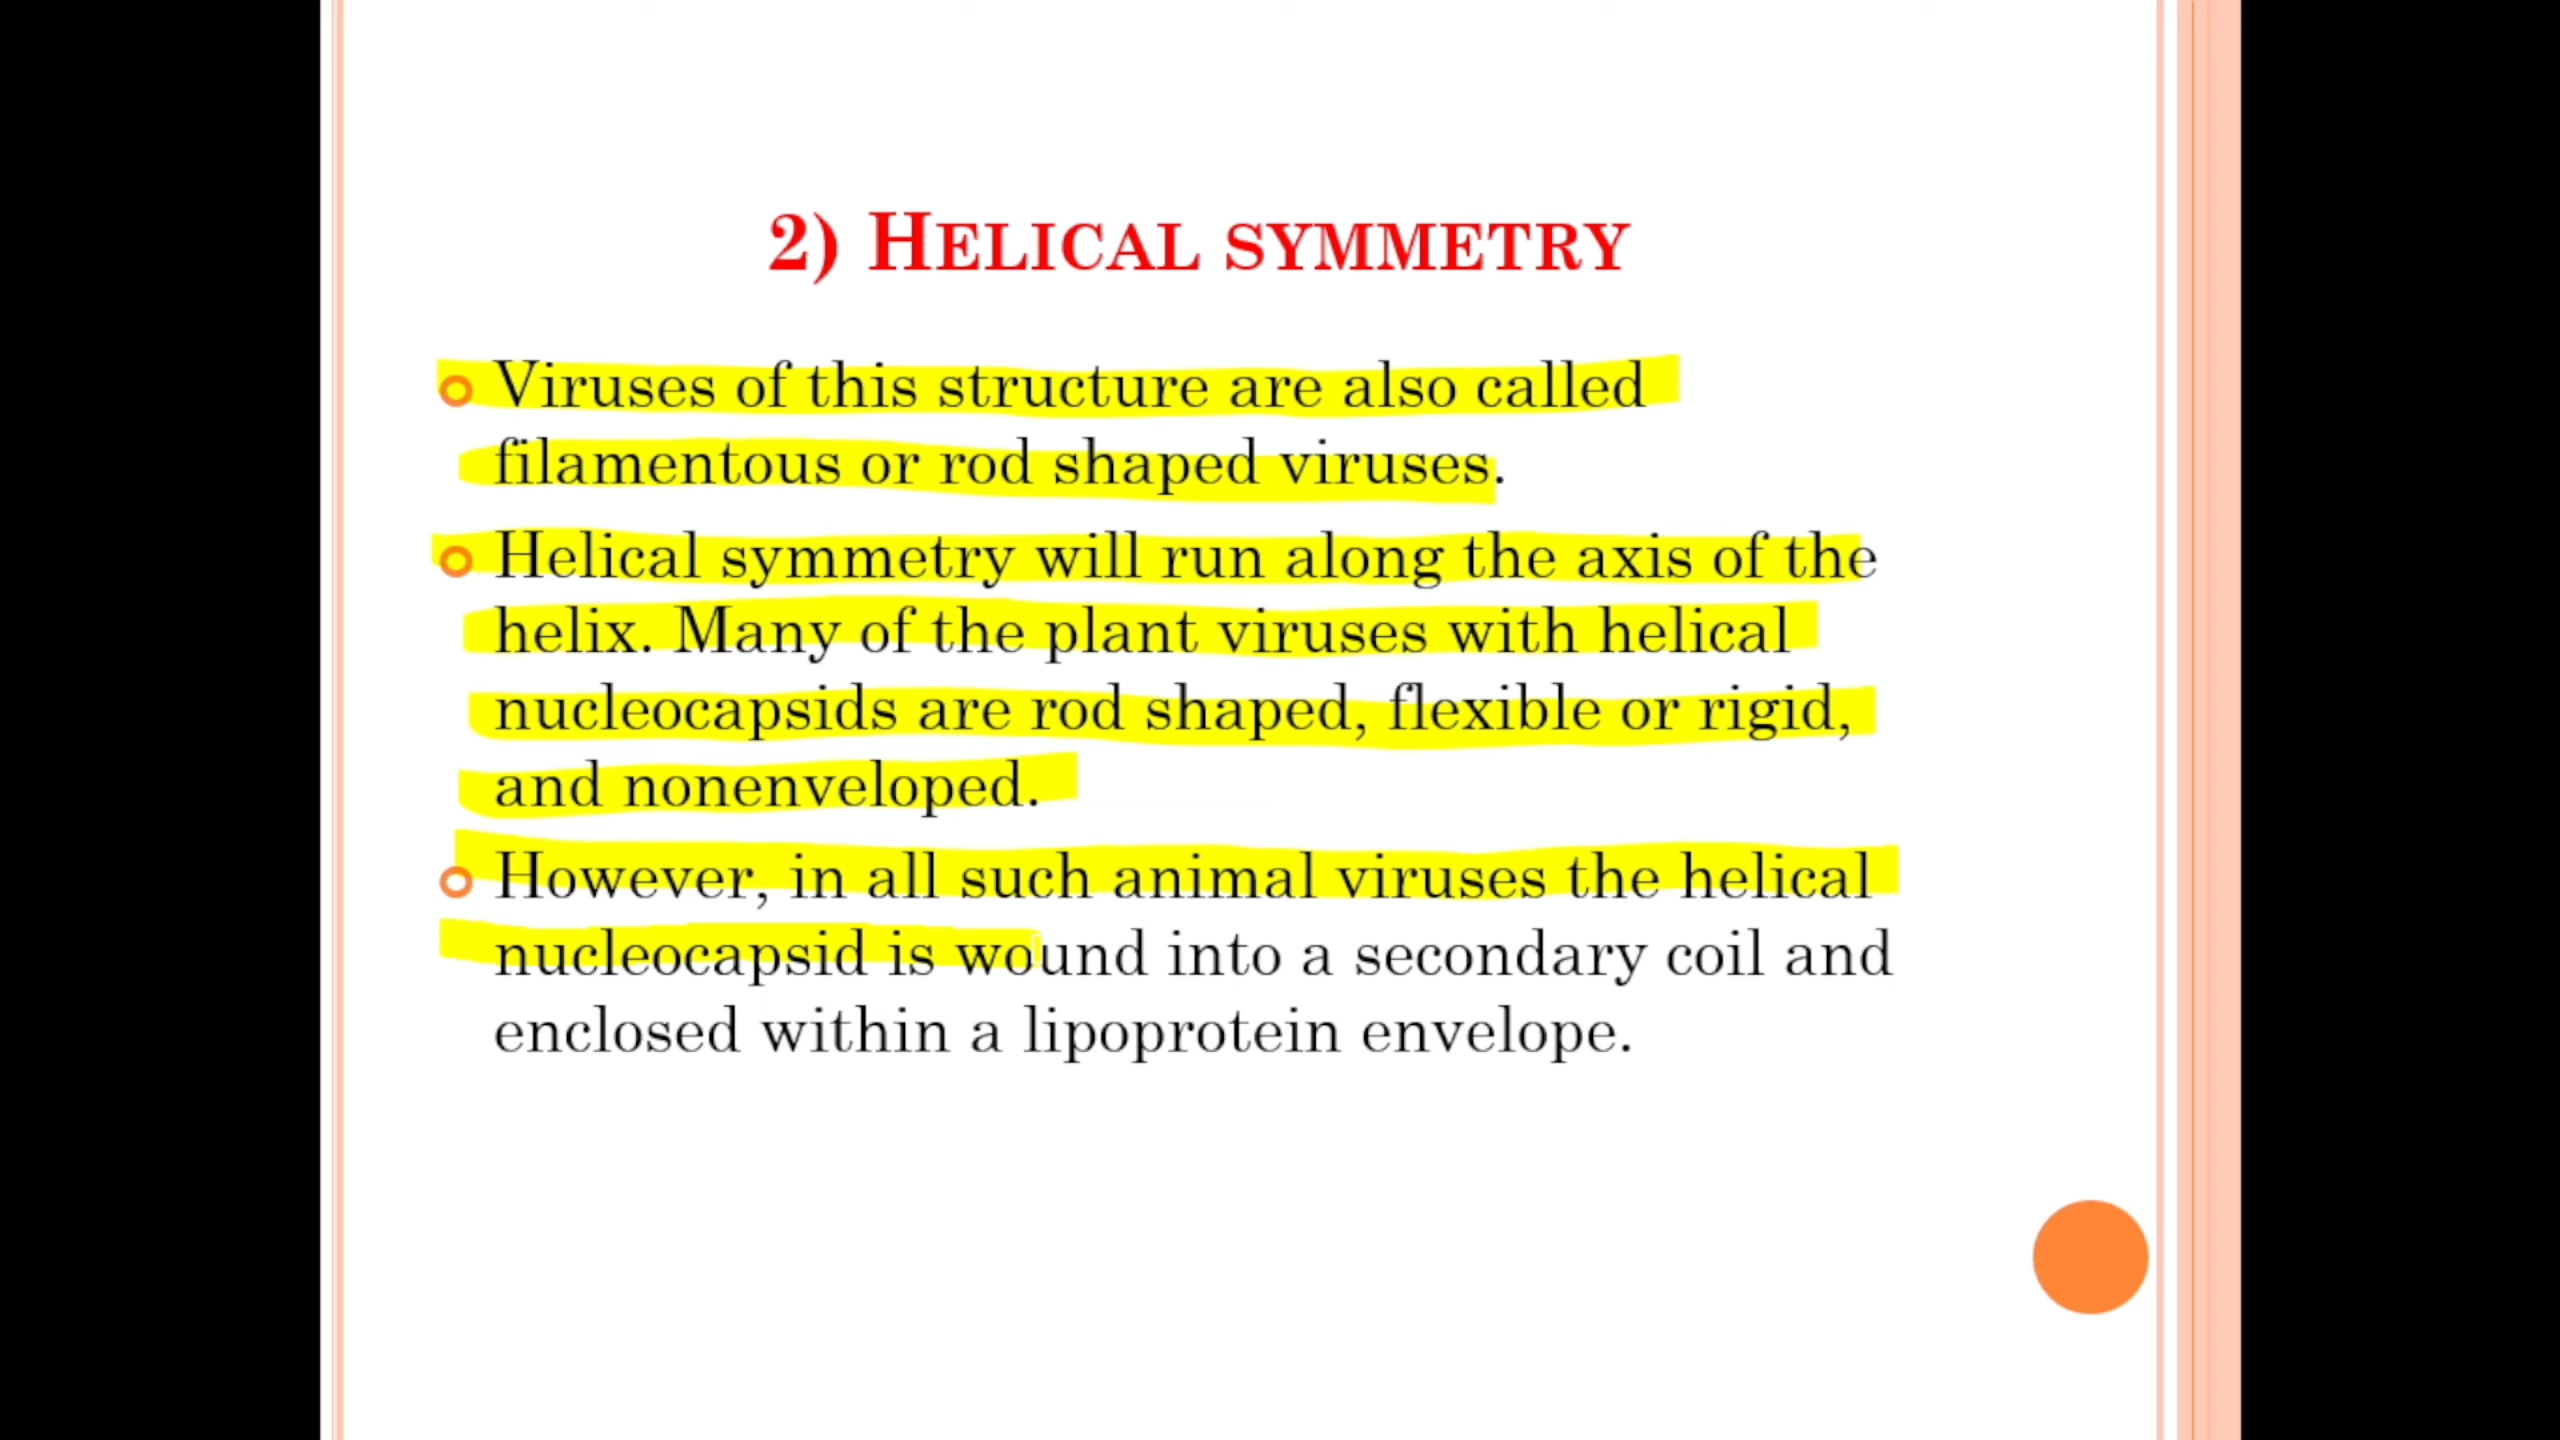 2) HELICAL SYMMETRY
Viruses of this structure are also called
filamentous or rod shaped viruses.
Helical symmetry will run along the axis of the
helix. Many of the plant viruses with helical
nucleocapsids are rod shaped, flexible or rigid,
and nonenveloped.
However, in all such animal viruses the helical
nucleocapsid is wound into a secondary coil and
enclosed within a lipoprotein envelope.